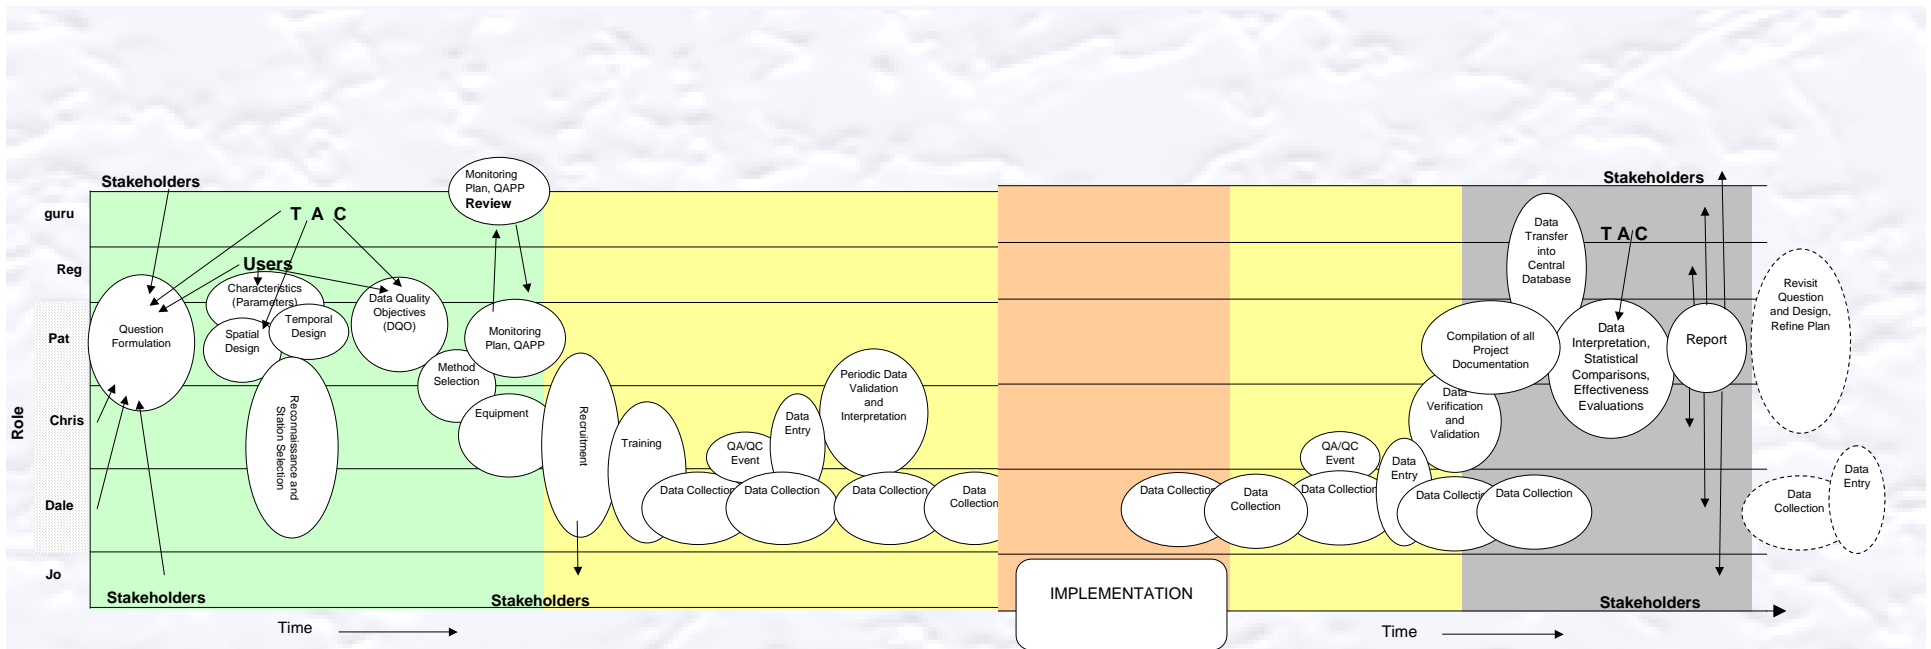 Stakeholders
guru
T A C
Monitoring
Plan, QAPP
Review
Reg
Users
Characteristics
(Parameters)
Data Quality
Objectives
(DQO)
Role
Pat
Question
Formulation
Spatial
Design
Temporal
Design
Monitoring
Plan, QAPP
Method
Selection
Chris
Reconnaissance and
Station Selection
Equipment
Recruitment
Training
QA/QC
Event
Data
Entry
Periodic Data
Validation
and
Interpretation
Dale
Data Collection
Data Collection
Data Collection
Data
Collection
Jo
Stakeholders
Stakeholders
Time
Stakeholders
Data
Transfer
into
Central
Database
T A C
Revisit
Question
and Design,
Refine Plan
Compilation of all
Project
Documentation
Data
Interpretation,
Statistical
Comparisons,
Effectiveness
Evaluations
Report
Data
Verification
and
Validation
QA/QC
Event
Data
Entry
Data Collection
Data
Collection
Data Collection
Data Collection
Data Collection
Data
Collection
Data
Entry
IMPLEMENTATION
Stakeholders
Time